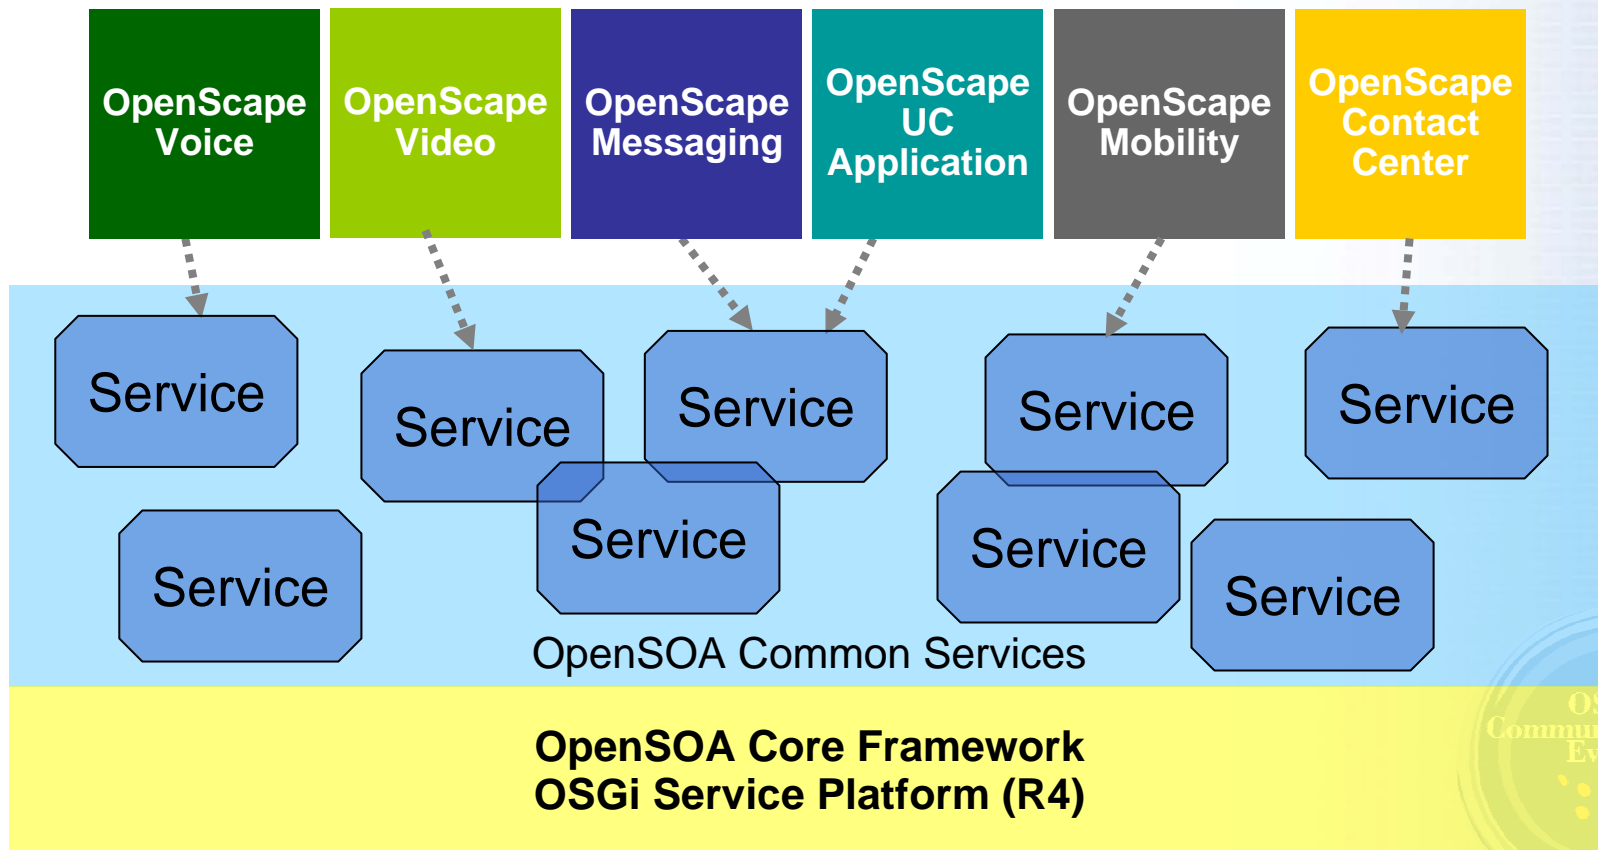 OpenScape
Voice
OpenScape
Video
OpenScape
Messaging
OpenScape
UC
Application
OpenScape
Mobility
OpenScape
Contact
Center
Service
Service
Service
Service
Service
Service
Service
Service
Service
OpenSOA Common Services
OpenSOA Core Framework
OSGi Service Platform (R4)